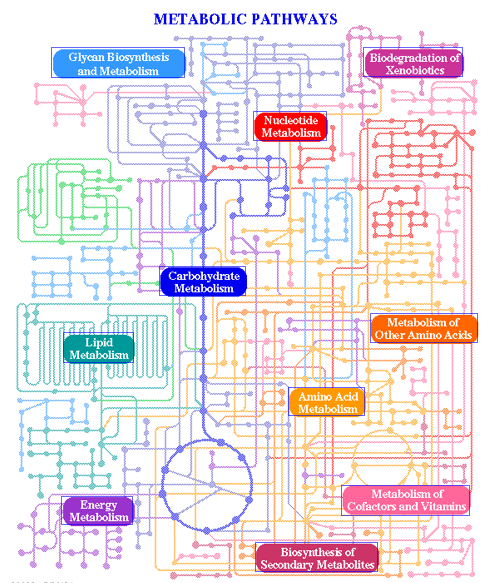 METABOLIC PATHWAYS
Glycan Biosynthesis
and Metabolism
Biodegradation of
Xenobiotics
Nucleotide
Metabolism
Carbohydrate
Metabolism
Metabolism of
Other Amino Acids
Lipid
Metabolism
Amino Acid
Metabolism
Metabolism of
Cofactors and Vitamins
Energy
Metabolism
Biosynthesis of
Secondary Metabolites